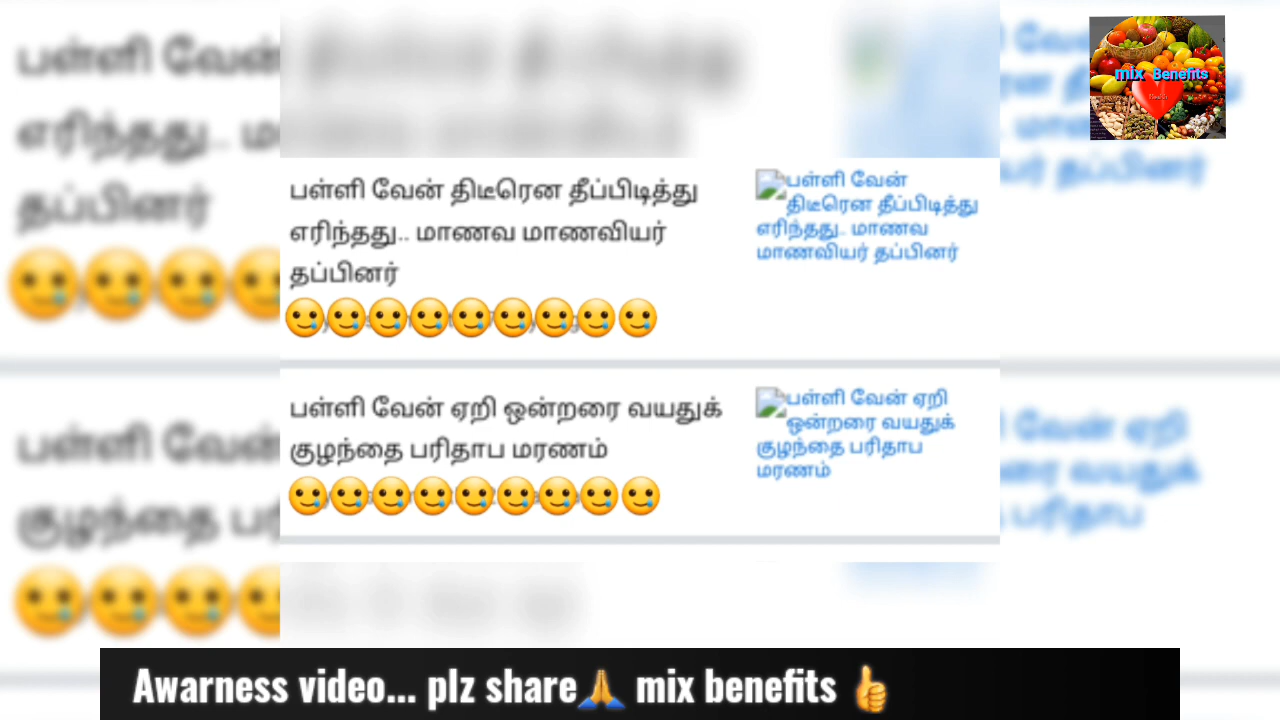 mix Benefits
Health
பள்ளி வேன் திடீரென தீப்பிடித்து
எரிந்தது.. மாணவ மாணவியர்
தப்பினர்
பள்ளி வேன்
திடீரென தீப்பிடித்து
எரிந்தது.. மாணவ
மாணவியர் தப்பினர்
பள்ளி வேன் ஏறி ஒன்றரை வயதுக்
குழந்தை பரிதாப மரணம்
பள்ளி வேன் ஏறி
ஒன்றரை வயதுக்
குழந்தை பரிதாப
மரணம்
Awarness video... plz share🙏 mix benefits 👍